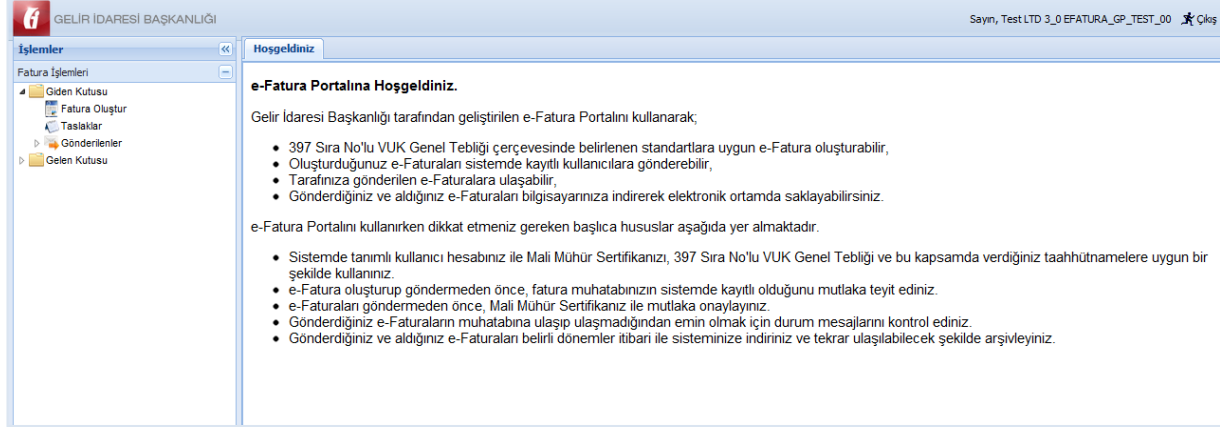 GELİR İDARESİ BAŞKANLIĞI
Sayın, Test LTD 3_0 EFATURA_GP_TEST_00 Çıkış
İşlemler
Fatura İşlemleri
Giden Kutusu
Fatura Oluştur
Taslaklar
Gönderilenler
Gelen Kutusu
Hoşgeldiniz
e-Fatura Portalına Hoşgeldiniz.
Gelir İdaresi Başkanlığı tarafından geliştirilen e-Fatura Portalını kullanarak;
• 397 Sıra No'lu VUK Genel Tebliği çerçevesinde belirlenen standartlara uygun e-Fatura oluşturabilir,
• Oluşturduğunuz e-Faturaları sistemde kayıtlı kullanıcılara gönderebilir,
• Tarafınıza gönderilen e-Faturalara ulaşabilir,
• Gönderdiğiniz ve aldığınız e-Faturaları bilgisayarınıza indirerek elektronik ortamda saklayabilirsiniz.
e-Fatura Portalını kullanırken dikkat etmeniz gereken başlıca hususlar aşağıda yer almaktadır.
• Sistemde tanımlı kullanıcı hesabınız ile Mali Mühür Sertifikanızı, 397 Sıra No'lu VUK Genel Tebliği ve bu kapsamda verdiğiniz taahhütnamelere uygun bir
şekilde kullanınız.
• e-Fatura oluşturup göndermeden önce, fatura muhatabınızın sistemde kayıtlı olduğunu mutlaka teyit ediniz.
• e-Faturaları göndermeden önce, Mali Mühür Sertifikanız ile mutlaka onaylayınız.
• Gönderdiğiniz e-Faturaların muhatabına ulaşıp ulaşmadığından emin olmak için durum mesajlarını kontrol ediniz.
• Gönderdiğiniz ve aldığınız e-Faturaları belirli dönemler itibari ile sisteminize indiriniz ve tekrar ulaşılabilecek şekilde arşivleyiniz.